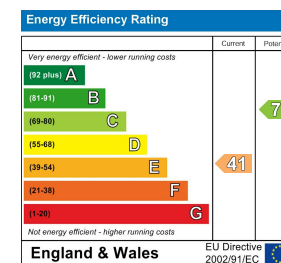 Energy Efficiency Rating
Current
Very energy efficient - lower running costs
(92 plus) A
(81-91) B
(69-80) C
(55-68) D
(39-54) E
41
(21-38) F
(1-20) G
Not energy efficient - higher running costs
England & Wales
EU Directive
2002/91/EC